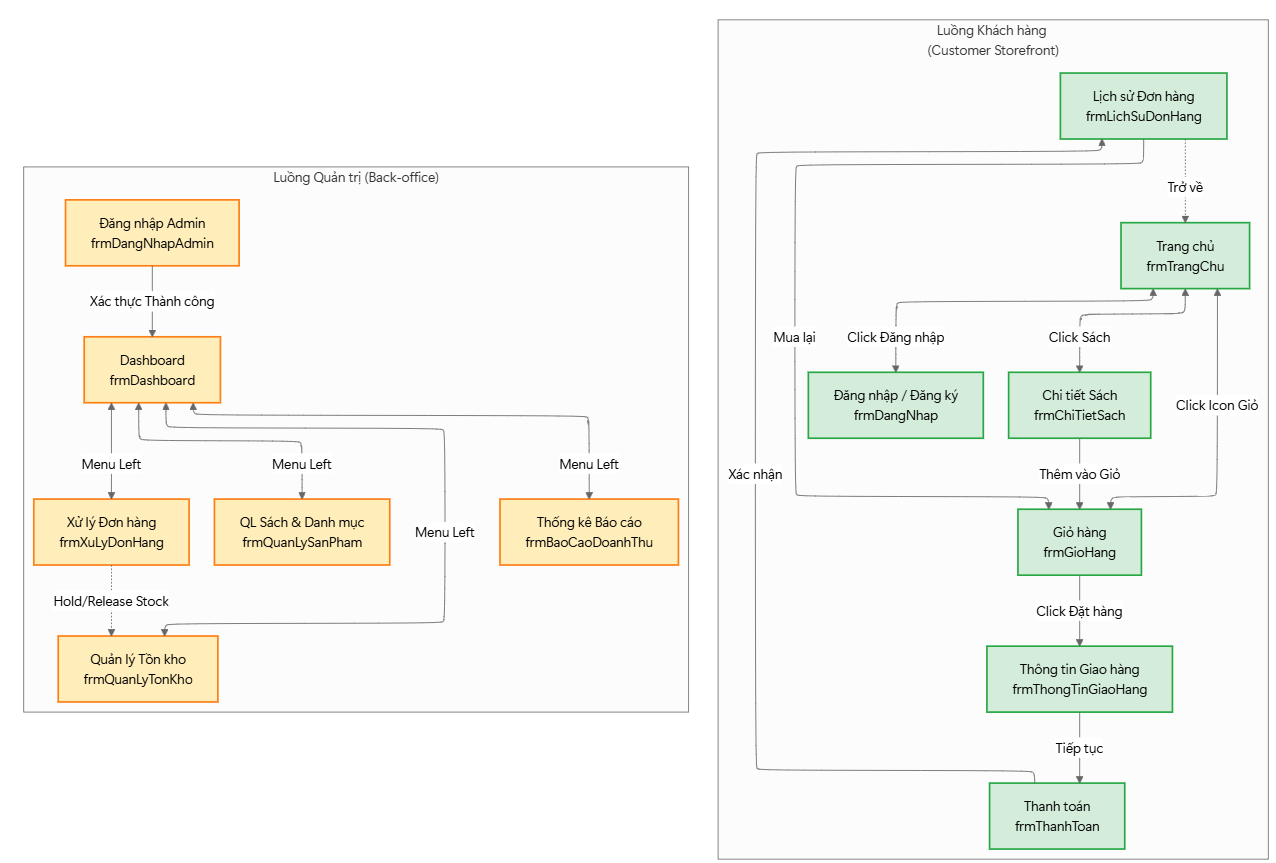 Luồng Quản trị (Back-office)
Đăng nhập Admin
frmDangNhapAdmin
Xác thực Thành công
Dashboard
frmDashboard
Menu Left
Menu Left
Menu Left
Xử lý Đơn hàng
frmXuLyDonHang
QL Sách & Danh mục
frmQuanLySanPham
Thống kê Báo cáo
frmBaoCaoDoanhThu
Menu Left
Hold/Release Stock
Quản lý Tồn kho
frmQuanLyTonKho
Luồng Khách hàng
(Customer Storefront)
Lịch sử Đơn hàng
frmLichSuDonHang
Trở về
Trang chủ
frmTrangChu
Mua lại
Click Đăng nhập
Click Sách
Đăng nhập / Đăng ký
frmDangNhap
Chi tiết Sách
frmChiTietSach
Click Icon Giỏ
Xác nhận
Thêm vào Giỏ
Giỏ hàng
frmGioHang
Click Đặt hàng
Thông tin Giao hàng
frmThongTinGiaoHang
Tiếp tục
Thanh toán
frmThanhToan